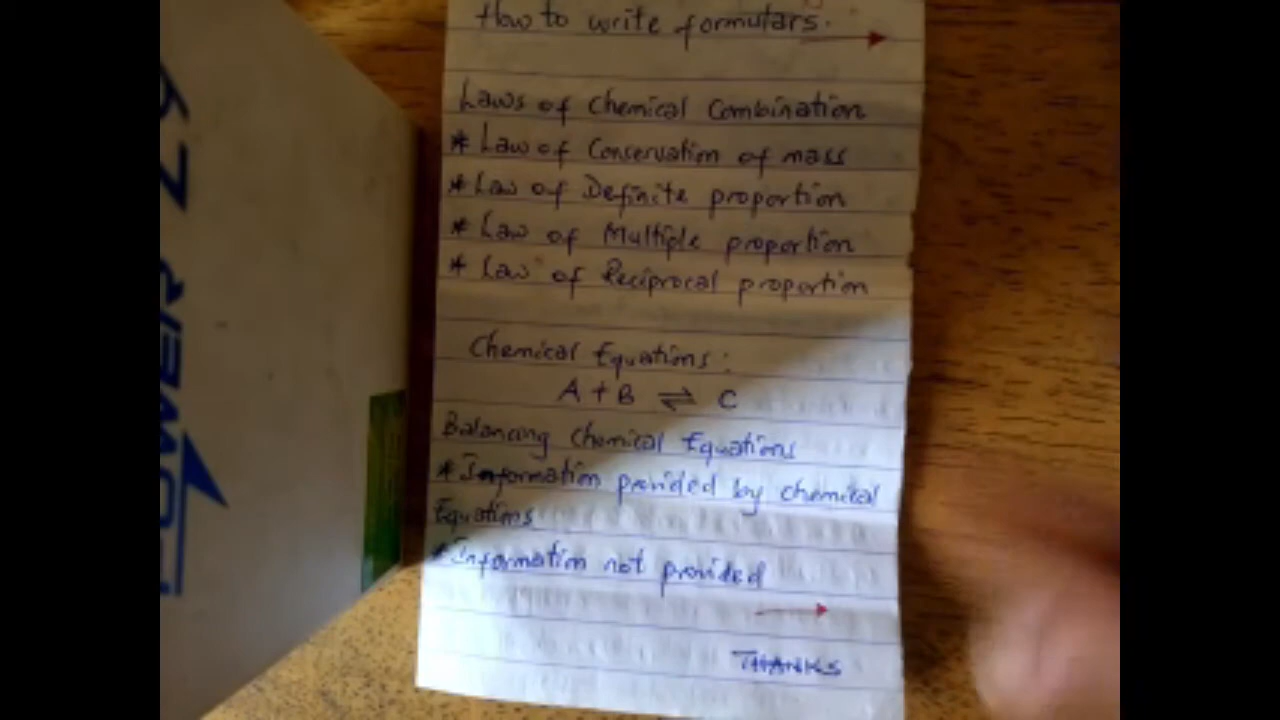 How to write formulars.
Laws of Chemical Combination
* Law of Conservation of mass
* Law of Definite proportion
* Law of Multiple proportion
* Law of Reciprocal proportion
Chemical Equations:
A + B ⇌ C
Balancing Chemical Equations
* Information provided by chemical
Equations
* Information not provided
THANKS